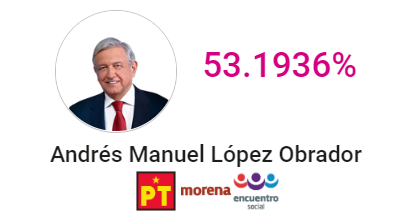 53.1936%
Andrés Manuel López Obrador
PT morena encuentro
social